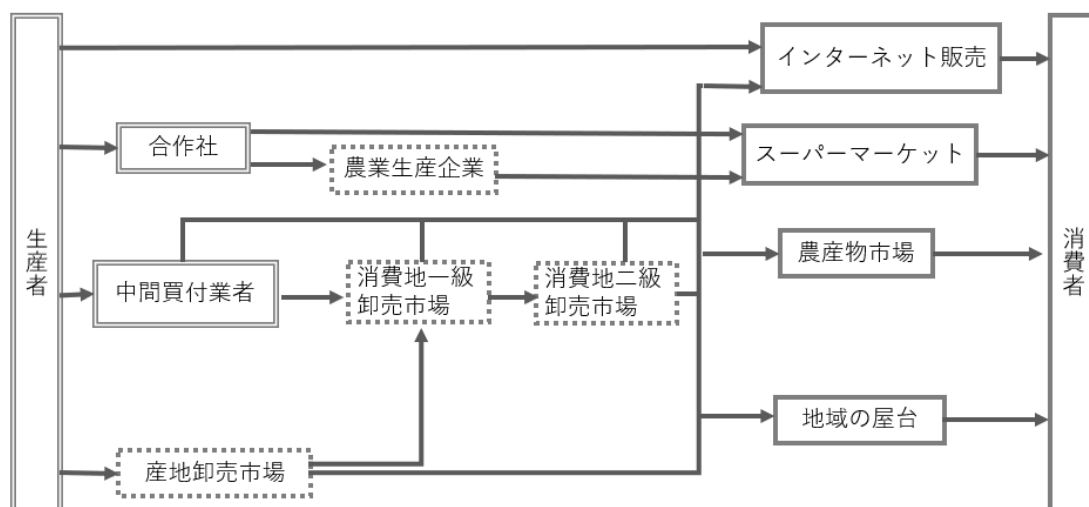 インターネット販売
合作社
スーパーマーケット
農業生産企業
生産者
消費者
農産物市場
中間買付業者
消費地一級
卸売市場
消費地二級
卸売市場
地域の屋台
産地卸売市場